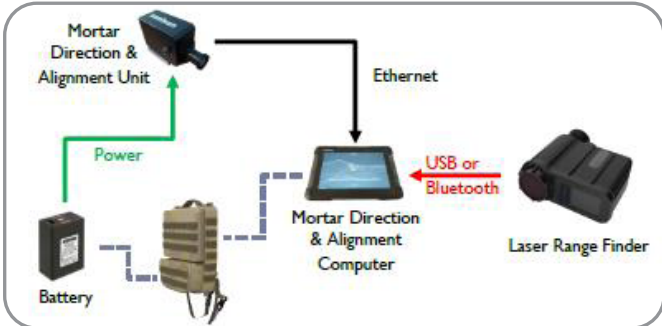 Mortar
Direction &
Alignment Unit
Ethernet
Power
USB or
Bluetooth
Mortar Direction
& Alignment
Computer
Laser Range Finder
Battery